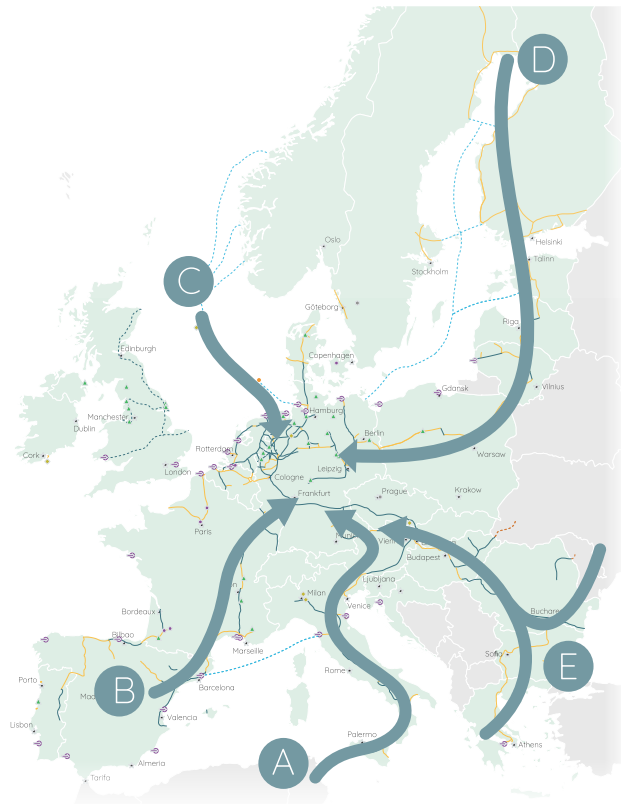 D
Oslo
Helsinki
Talinn
Stockholm
C
Göteborg
Riga
Edinburgh
Copenhagen
Vilnius
Gdansk
Manchester
Hamburg
Dublin
Berlin
Cork
Rotterdam
Warsaw
London
Leipzig
Cologne
Frankfurt
Prague
Krakow
Paris
Budapest
Ljubljana
Milan
Venice
Bordeaux
Bucharest
Bilbao
Marseille
Sofia
E
Rome
Porto
B
Barcelona
Valencia
Lisbon
Palermo
Athens
A
Almeria
Tarifa